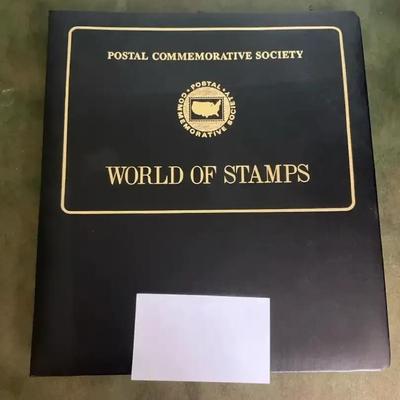 POSTAL COMMEMORATIVE SOCIETY
POSTAL
COMMEMORATIVE SOCIETY
WORLD OF STAMPS